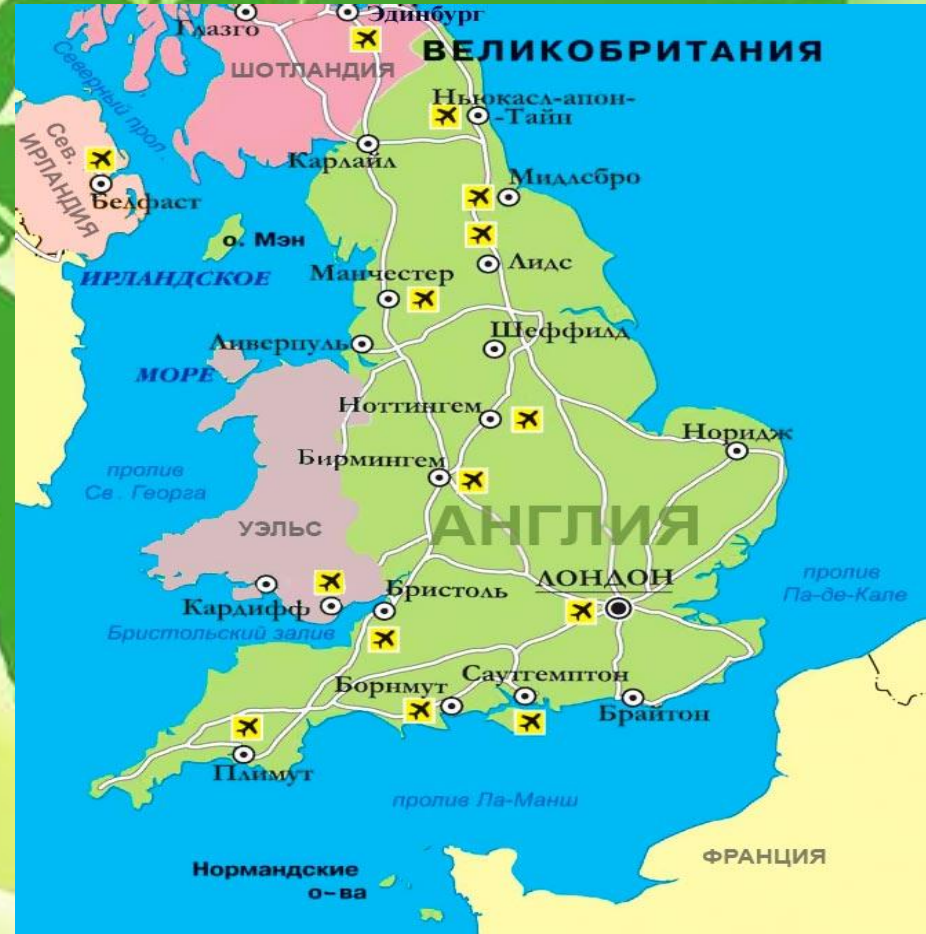 Эдинбург
Глазго
ВЕЛИКОБРИТАНИЯ
ШОТЛАНДИЯ
Северный прол.
Ньюкасл-апон-
-Тайн
Карлайл
Сев.
ИРЛАНДИЯ
Белфаст
Мидлсбро
о. Мэн
Лидс
ИРЛАНДСКОЕ
Манчестер
Шеффилд
Ливерпуль
МОРЕ
Ноттингем
Норидж
Бирмингем
пролив
Св. Георга
УЭЛЬС
АНГЛИЯ
ЛОНДОН
пролив
Па-де-Кале
Бристоль
Кардифф
Бристольский залив
Саутгемптон
Борнмут
Брайтон
Плимут
пролив Ла-Манш
ФРАНЦИЯ
Нормандские
о-ва